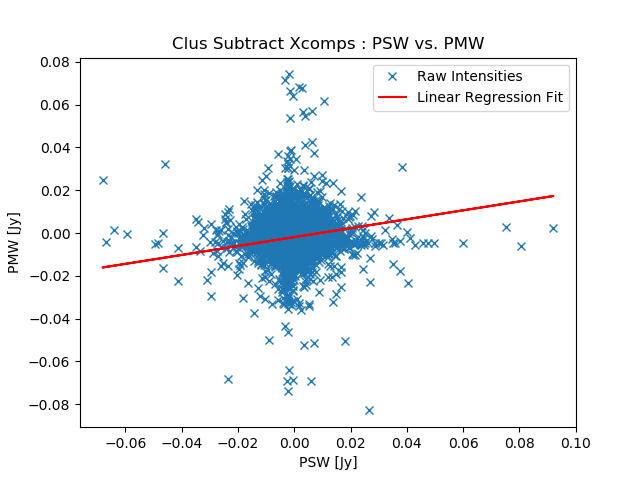 Clus Subtract Xcomps : PSW vs. PMW
Raw Intensities
Linear Regression Fit
PMW [Jy]
0.08
0.06
0.04
0.02
0.00
−0.02
−0.04
−0.06
−0.08
−0.06 −0.04 −0.02 0.00 0.02 0.04 0.06 0.08 0.10
PSW [Jy]